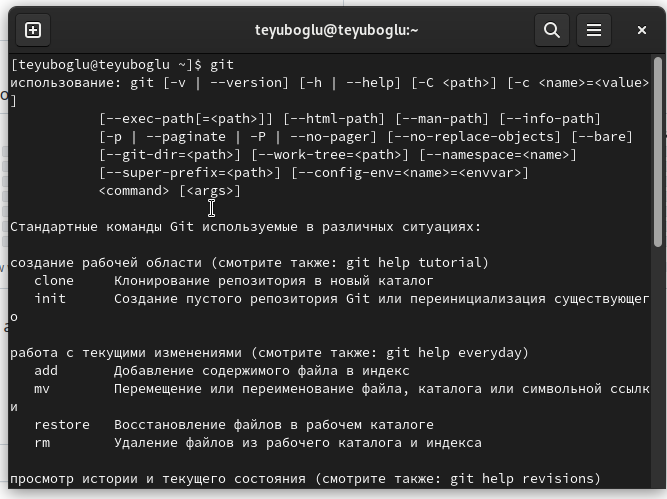 teyuboglu@teyuboglu:~
[teyuboglu@teyuboglu ~]$ git
использование: git [-v | --version] [-h | --help] [-C <path>] [-c <name>=<value>
]
[--exec-path[=<path>]] [--html-path] [--man-path] [--info-path]
[-p | --paginate | -P | --no-pager] [--no-replace-objects] [--bare]
[--git-dir=<path>] [--work-tree=<path>] [--namespace=<name>]
[--super-prefix=<path>] [--config-env=<name>=<envvar>]
<command> [<args>]
Стандартные команды Git используемые в различных ситуациях:
создание рабочей области (смотрите также: git help tutorial)
clone Клонирование репозитория в новый каталог
init Создание пустого репозитория Git или переинициализация существующег
о
работа с текущими изменениями (смотрите также: git help everyday)
add Добавление содержимого файла в индекс
mv Перемещение или переименование файла, каталога или символьной ссылк
и
restore Восстановление файлов в рабочем каталоге
rm Удаление файлов из рабочего каталога и индекса
просмотр истории и текущего состояния (смотрите также: git help revisions)